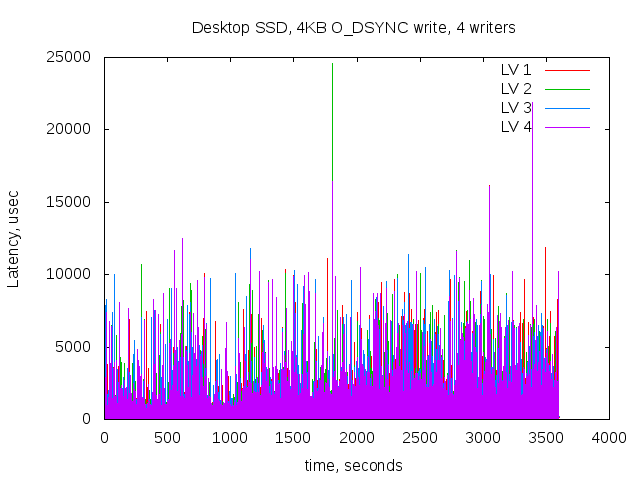 Desktop SSD, 4KB O_DSYNC write, 4 writers
25000
20000
15000
10000
5000
0
Latency, usec
LV 1
LV 2
LV 3
LV 4
0 500 1000 1500 2000 2500 3000 3500 4000
time, seconds